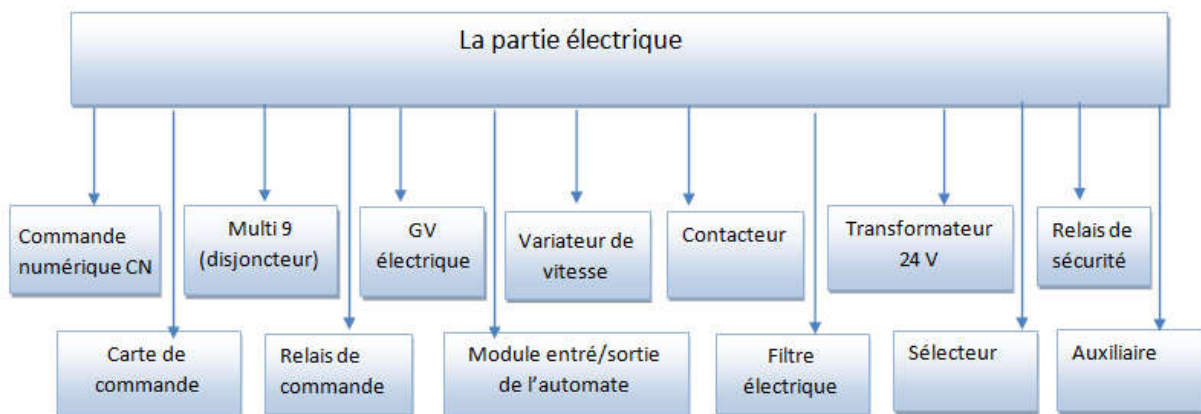 La partie électrique
Commande
numérique CN
Multi 9
(disjoncteur)
GV
électrique
Variateur de
vitesse
Contacteur
Transformateur
24 V
Relais de
sécurité
Carte de
commande
Relais de
commande
Module entré/sortie
de l'automate
Filtre
électrique
Sélecteur
Auxiliaire